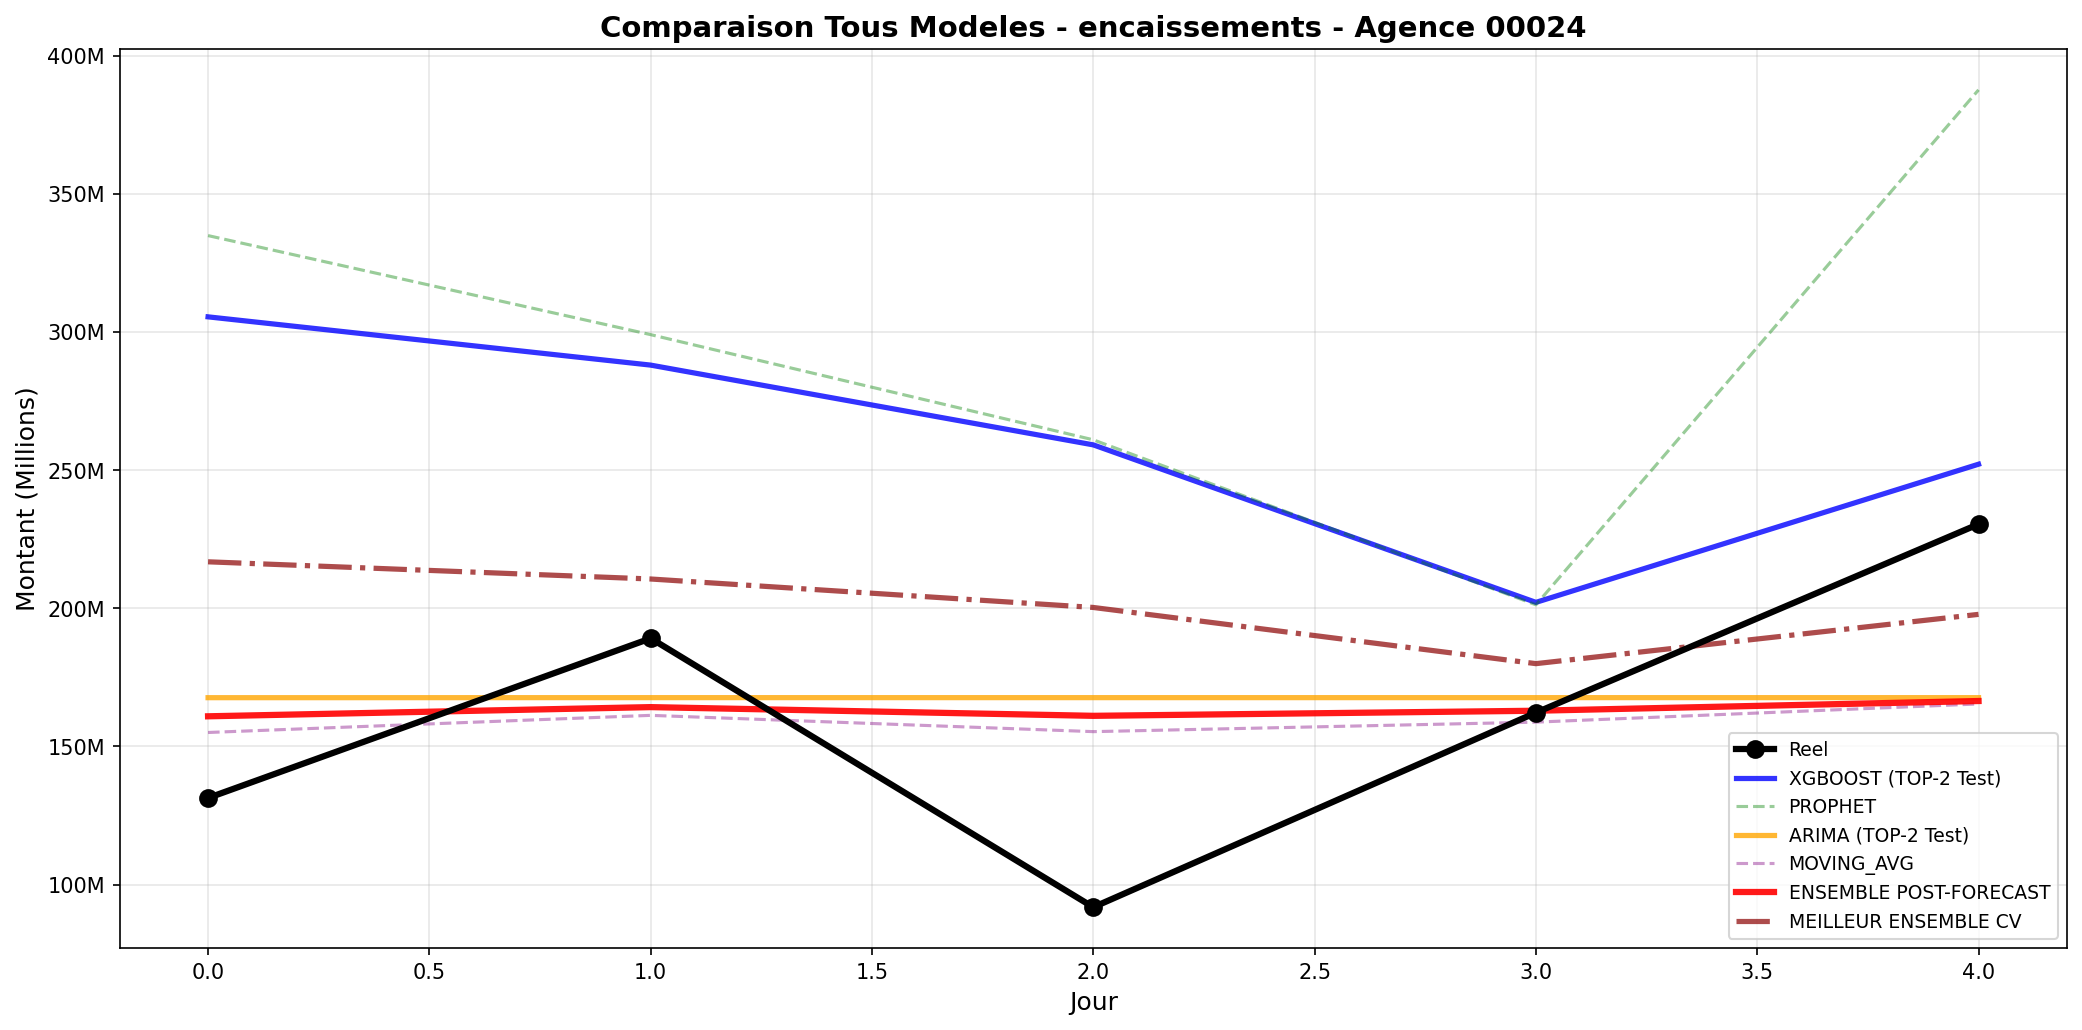 Comparaison Tous Modeles - encaissements - Agence 00024
Montant (Millions)
400M
350M
300M
250M
200M
150M
100M
Reel
XGBOOST (TOP-2 Test)
PROPHET
ARIMA (TOP-2 Test)
MOVING_AVG
ENSEMBLE POST-FORECAST
MEILLEUR ENSEMBLE CV
0.0 0.5 1.0 1.5 2.0 2.5 3.0 3.5 4.0
Jour